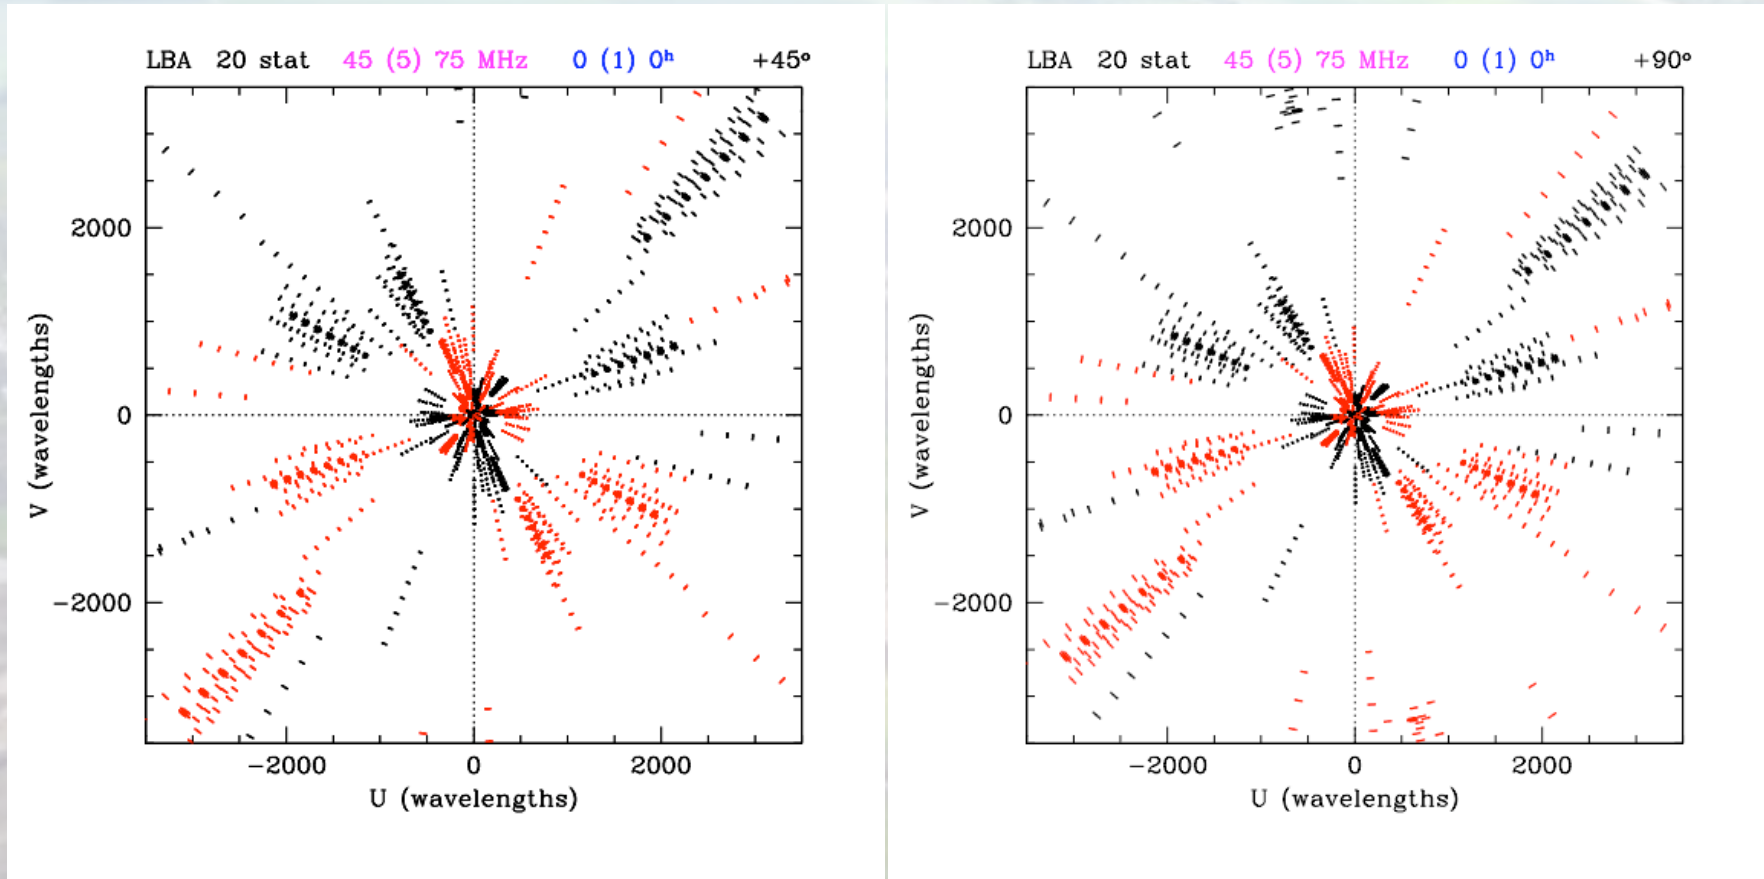 LBA 20 stat 45 (5) 75 MHz 0 (1) 0ʰ +45°
2000
0
−2000
V (wavelengths)
−2000 0 2000
U (wavelengths)
LBA 20 stat 45 (5) 75 MHz 0 (1) 0ʰ +90°
2000
0
−2000
V (wavelengths)
−2000 0 2000
U (wavelengths)